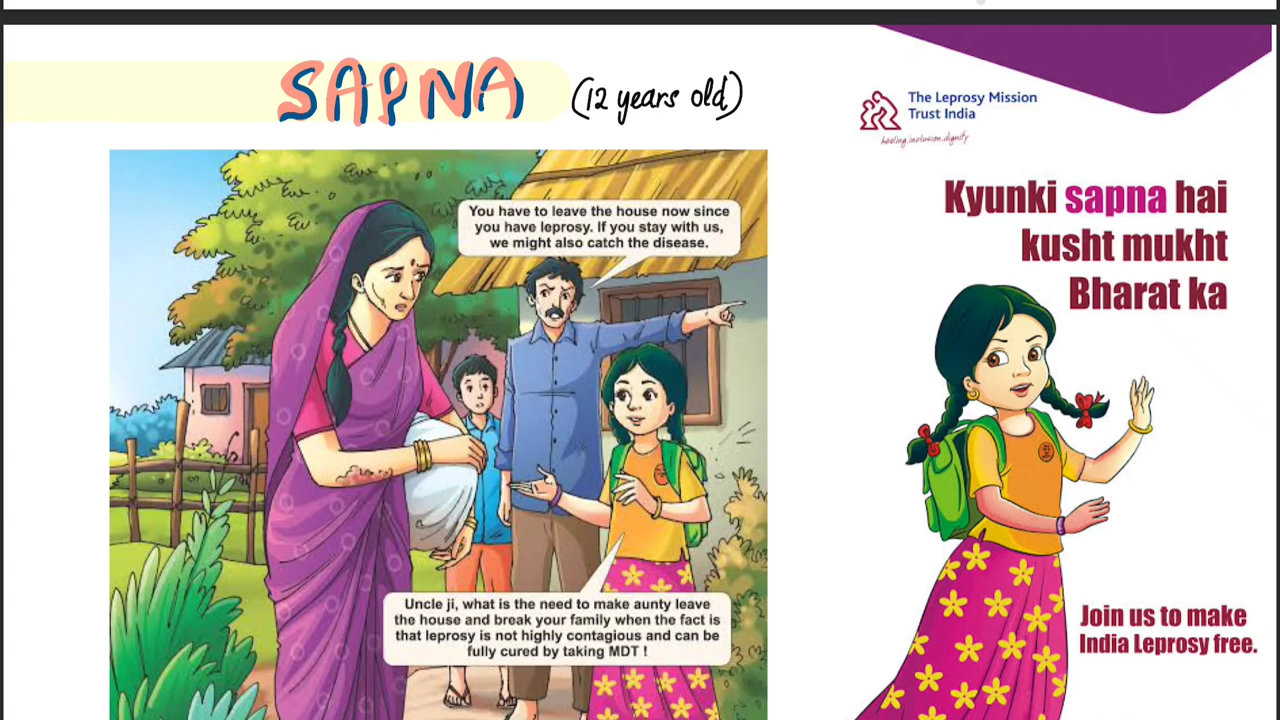 SAPNA (12 years old)
The Leprosy Mission
Trust India
healing.inclusion.dignity
Kyunki sapna hai
kusht mukht
Bharat ka
You have to leave the house now since
you have leprosy. If you stay with us,
we might also catch the disease.
Uncle ji, what is the need to make aunty leave
the house and break your family when the fact is
that leprosy is not highly contagious and can be
fully cured by taking MDT !
Join us to make
India Leprosy free.